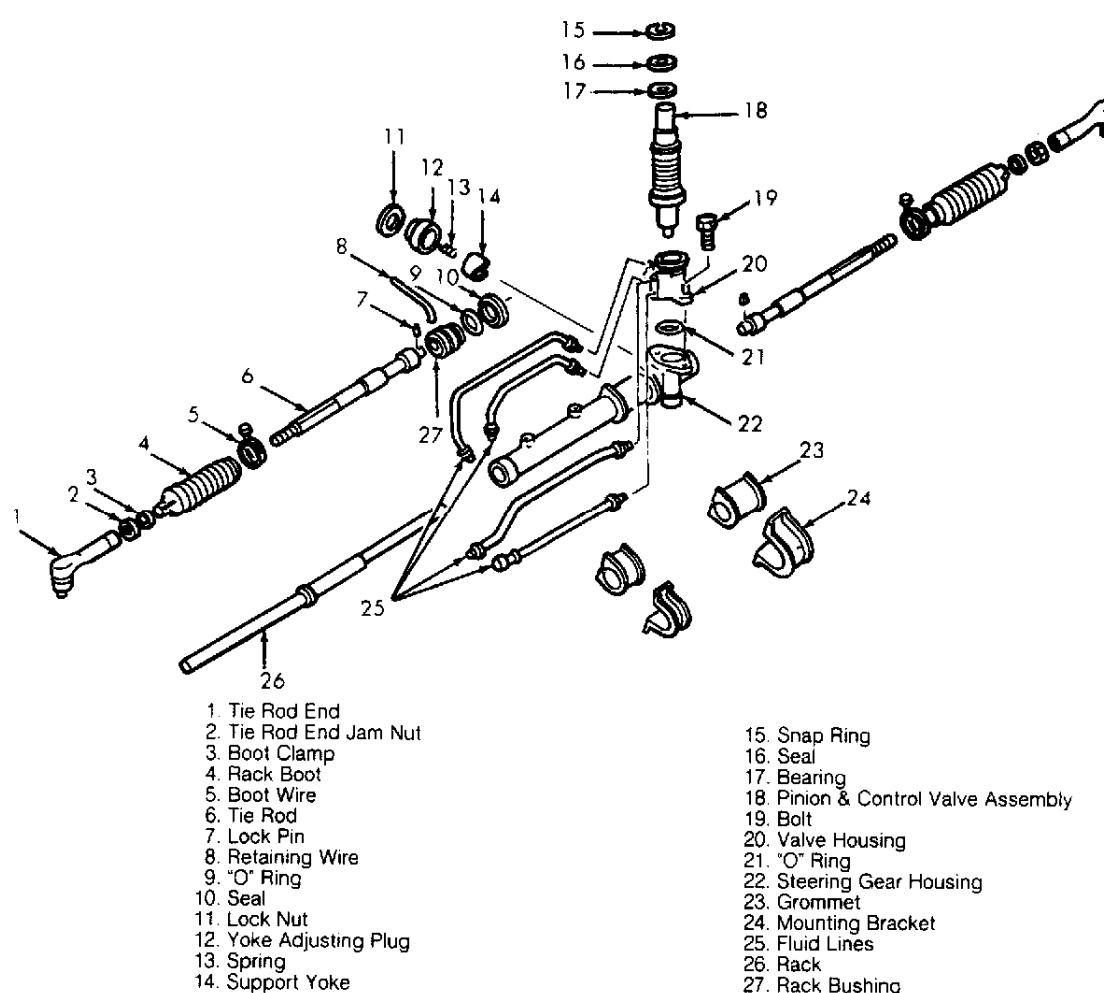 15
16
17
18
11
12
13
14
19
8
9
10
20
7
21
6
27
22
5
4
23
3
24
2
1
25
26
1. Tie Rod End
2. Tie Rod End Jam Nut
3. Boot Clamp
4. Rack Boot
5. Boot Wire
6. Tie Rod
7. Lock Pin
8. Retaining Wire
9. "O" Ring
10. Seal
11. Lock Nut
12. Yoke Adjusting Plug
13. Spring
14. Support Yoke
15. Snap Ring
16. Seal
17. Bearing
18. Pinion & Control Valve Assembly
19. Bolt
20. Valve Housing
21. "O" Ring
22. Steering Gear Housing
23. Grommet
24. Mounting Bracket
25. Fluid Lines
26. Rack
27. Rack Bushing